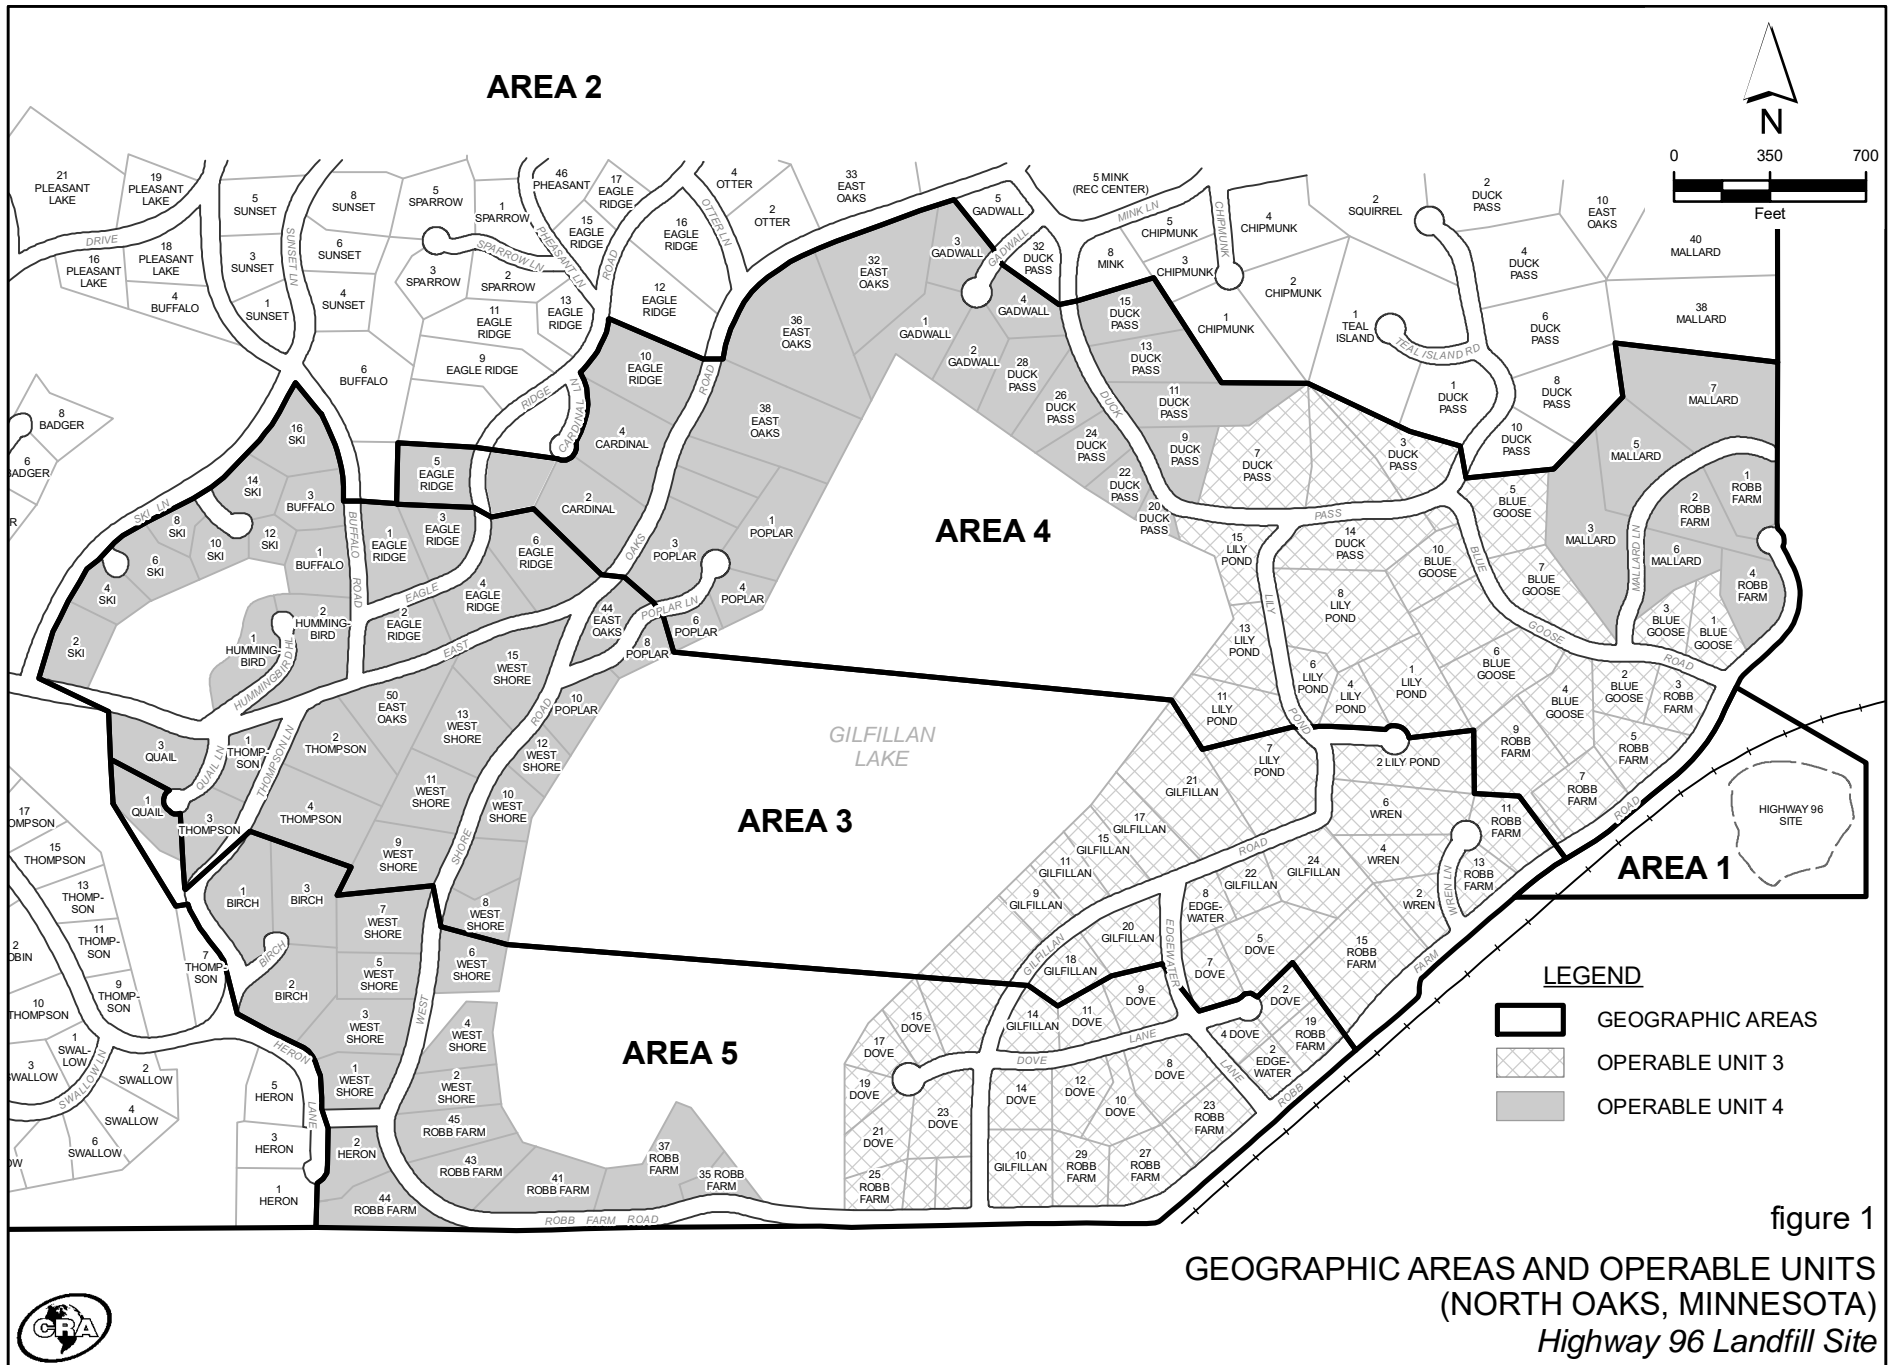 AREA 2
N
0 350 700
Feet
21
PLEASANT
LAKE
19
PLEASANT
LAKE
5
SUNSET
8
SUNSET
5
SPARROW
1
SPARROW
46
PHEASANT
17
EAGLE
RIDGE
15
EAGLE
RIDGE
16
EAGLE
RIDGE
4
OTTER
2
OTTER
33
EAST
OAKS
5
GADWALL
5 MINK
(REC CENTER)
MINK LN
5
CHIPMUNK
CHIPMUNK
4
CHIPMUNK
2
SQUIRREL
2
DUCK
PASS
10
EAST
OAKS
40
MALLARD
DRIVE
16
PLEASANT
LAKE
18
PLEASANT
LAKE
4
BUFFALO
3
SUNSET
1
SUNSET
SUNSET LN
6
SUNSET
4
SUNSET
3
SPARROW
2
SPARROW
SPARROW LN
PHEASANT LN
ROAD
OTTER LN
11
EAGLE
RIDGE
13
EAGLE
RIDGE
12
EAGLE
RIDGE
9
EAGLE RIDGE
6
BUFFALO
32
EAST
OAKS
3
GADWALL
GADWALL
32
DUCK
PASS
8
MINK
3
CHIPMUNK
2
CHIPMUNK
1
CHIPMUNK
4
DUCK
PASS
6
DUCK
PASS
38
MALLARD
1
TEAL
ISLAND
TEAL ISLAND RD
1
DUCK
PASS
8
DUCK
PASS
10
DUCK
PASS
36
EAST
OAKS
38
EAST
OAKS
1
GADWALL
2
GADWALL
4
GADWALL
15
DUCK
PASS
13
DUCK
PASS
11
DUCK
PASS
9
DUCK
PASS
28
DUCK
PASS
26
DUCK
PASS
24
DUCK
PASS
22
DUCK
PASS
20
DUCK
PASS
DUCK
PASS
7
DUCK
PASS
3
DUCK
PASS
14
DUCK
PASS
7
MALLARD
5
MALLARD
3
MALLARD
6
MALLARD
MALLARD LN
1
ROBB
FARM
2
ROBB
FARM
4
ROBB
FARM
8
BADGER
6
BADGER
R
16
SKI
14
SKI
12
SKI
10
SKI
8
SKI
6
SKI
4
SKI
2
SKI
SKI LN
3
BUFFALO
1
BUFFALO
BUFFALO
ROAD
10
EAGLE
RIDGE
RIDGE
CARDINAL LN
4
CARDINAL
2
CARDINAL
ROAD
OAKS
5
EAGLE
RIDGE
3
EAGLE
RIDGE
1
EAGLE
RIDGE
6
EAGLE
RIDGE
4
EAGLE
RIDGE
2
EAGLE
RIDGE
EAGLE
EAST
1
POPLAR
3
POPLAR
4
POPLAR
6
POPLAR
8
POPLAR
10
POPLAR
POPLAR LN
44
EAST
OAKS
AREA 4
15
LILY
POND
13
LILY
POND
11
LILY
POND
8
LILY
POND
6
LILY
POND
4
LILY
POND
1
LILY
POND
LILY
POND
10
BLUE
GOOSE
5
BLUE
GOOSE
7
BLUE
GOOSE
6
BLUE
GOOSE
4
BLUE
GOOSE
2
BLUE
GOOSE
3
BLUE
GOOSE
1
BLUE
GOOSE
BLUE
GOOSE
ROAD
3
ROBB
FARM
5
ROBB
FARM
7
ROBB
FARM
9
ROBB
FARM
11
ROBB
FARM
13
ROBB
FARM
2
HUMMING-
BIRD
1
HUMMING-
BIRD
HUMMINGBIRD HL
50
EAST
OAKS
15
WEST
SHORE
13
WEST
SHORE
12
WEST
SHORE
11
WEST
SHORE
10
WEST
SHORE
9
WEST
SHORE
8
WEST
SHORE
ROAD
SHORE
WEST
3
QUAIL
1
QUAIL
QUAIL LN
1
THOMP-
SON
2
THOMPSON
4
THOMPSON
3
THOMPSON
THOMPSON LN
GILFILLAN
LAKE
AREA 3
7
LILY
POND
2 LILY POND
21
GILFILLAN
17
GILFILLAN
15
GILFILLAN
11
GILFILLAN
9
GILFILLAN
24
GILFILLAN
22
GILFILLAN
20
GILFILLAN
18
GILFILLAN
GILFILLAN
ROAD
6
WREN
4
WREN
2
WREN
WREN LN
8
EDGE-
WATER
EDGEWATER
LANE
5
DOVE
7
DOVE
15
ROBB
FARM
ROBB
FARM
ROAD
HIGHWAY 96
SITE
AREA 1
17
OMPSON
15
THOMPSON
13
THOMP-
SON
11
THOMP-
SON
9
THOMP-
SON
7
THOMP-
SON
2
OBIN
10
THOMPSON
1
SWAL-
LOW
3
SWALLOW
2
SWALLOW
4
SWALLOW
6
SWALLOW
OW
SWALLOW LN
1
BIRCH
3
BIRCH
2
BIRCH
BIRCH
7
WEST
SHORE
5
WEST
SHORE
3
WEST
SHORE
1
WEST
SHORE
6
WEST
SHORE
4
WEST
SHORE
2
WEST
SHORE
HERON
LANE
5
HERON
3
HERON
1
HERON
2
HERON
44
ROBB FARM
45
ROBB FARM
43
ROBB FARM
41
ROBB FARM
37
ROBB
FARM
35 ROBB
FARM
ROBB FARM ROAD
AREA 5
15
DOVE
17
DOVE
19
DOVE
21
DOVE
23
DOVE
25
ROBB
FARM
14
GILFILLAN
11
DOVE
9
DOVE
DOVE
LANE
14
DOVE
12
DOVE
10
DOVE
8
DOVE
4 DOVE
2
DOVE
2
EDGE-
WATER
19
ROBB
FARM
23
ROBB
FARM
10
GILFILLAN
29
ROBB
FARM
27
ROBB
FARM
LEGEND
GEOGRAPHIC AREAS
OPERABLE UNIT 3
OPERABLE UNIT 4
figure 1
GEOGRAPHIC AREAS AND OPERABLE UNITS
(NORTH OAKS, MINNESOTA)
Highway 96 Landfill Site
CRA